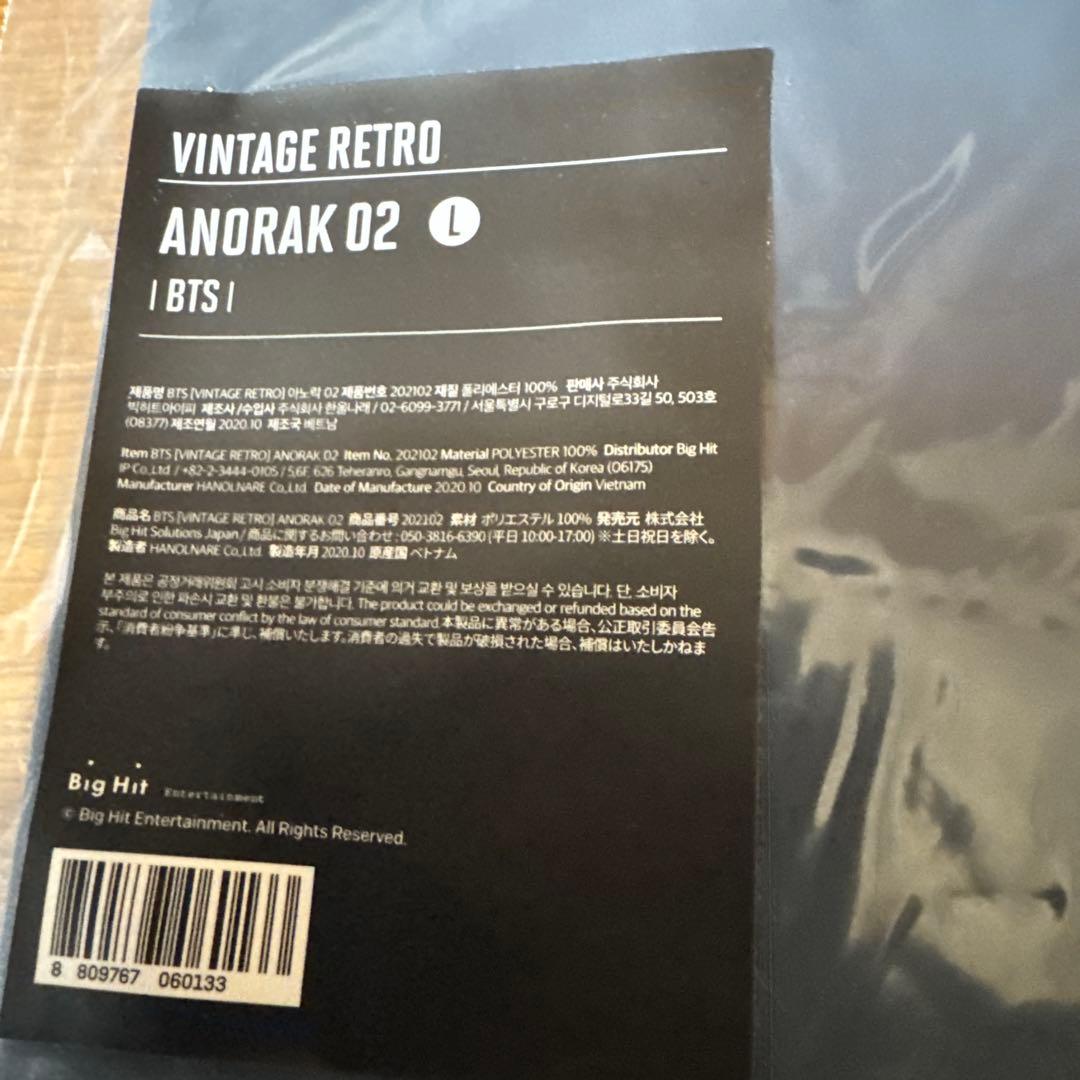 VINTAGE RETRO
ANORAK 02 L
| BTS |
제품명 BTS [VINTAGE RETRO] 아노락 02 제품번호 202102 재질 폴리에스터 100% 판매사 주식회사
빅히트아이피 제조사/수입사 주식회사 한올나래 / 02-6099-3771 / 서울특별시 구로구 디지털로33길 50, 503호
(08377) 제조연월 2020.10 제조국 베트남
Item BTS [VINTAGE RETRO] ANORAK 02 Item No. 202102 Material POLYESTER 100% Distributor Big Hit
IP Co.,Ltd / +82-2-3444-0105 / 5,6F, 626 Teheranro, Gangnamgu, Seoul, Republic of Korea (06175)
Manufacturer HANOLNARE Co.,Ltd. Date of Manufacture 2020.10 Country of Origin Vietnam
商品名 BTS [VINTAGE RETRO] ANORAK 02 商品番号 202102 素材 ポリエステル 100% 発売元 株式会社
Big Hit Solutions Japan / 商品に関するお問い合わせ : 050-3816-6390 (平日 10:00-17:00) ※土日祝日を除く。
製造者 HANOLNARE Co.,Ltd. 製造年月 2020.10 原産国 ベトナム
본 제품은 공정거래위원회 고시 소비자 분쟁해결 기준에 의거 교환 및 보상을 받으실 수 있습니다. 단, 소비자
부주의로 인한 파손시 교환 및 환불은 불가합니다. The product could be exchanged or refunded based on the
standard of consumer conflict by the law of consumer standard. 本製品に異常がある場合、公正取引委員会告
示、「消費者紛争基準」に準じ、補償いたします。消費者の過失で製品が破損された場合、補償はいたしかねま
す。
Big Hit Entertainment
© Big Hit Entertainment. All Rights Reserved.
8 809767 060133